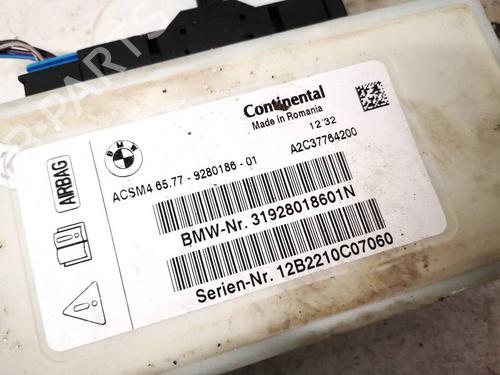 BMW
Continental
Made in Romania
12 32
AIRBAG
ACSM4 65.77 - 9280186 - 01
A2C37764200
BMW-Nr. 31928018601N
Serien-Nr. 12B2210C07060